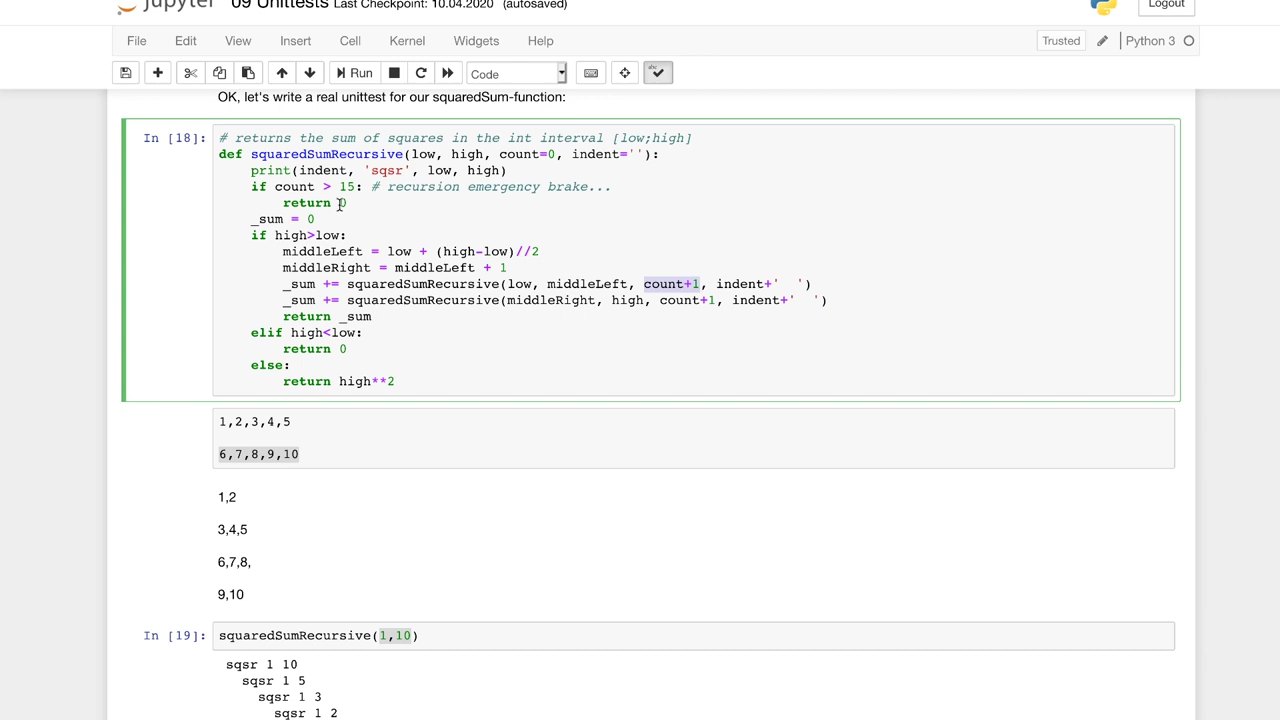 jupyter 09 Unittests Last Checkpoint: 10.04.2020 (autosaved) Logout
File Edit View Insert Cell Kernel Widgets Help Trusted Python 3
Run Code
OK, let's write a real unittest for our squaredSum-function:
In [18]: # returns the sum of squares in the int interval [low;high]
def squaredSumRecursive(low, high, count=0, indent=''):
    print(indent, 'sqsr', low, high)
    if count > 15: # recursion emergency brake...
        return 0
    _sum = 0
    if high>low:
        middleLeft = low + (high-low)//2
        middleRight = middleLeft + 1
        _sum += squaredSumRecursive(low, middleLeft, count+1, indent+'  ')
        _sum += squaredSumRecursive(middleRight, high, count+1, indent+'  ')
        return _sum
    elif high<low:
        return 0
    else:
        return high**2
1,2,3,4,5
6,7,8,9,10
1,2
3,4,5
6,7,8,
9,10
In [19]: squaredSumRecursive(1,10)
sqsr 1 10
sqsr 1 5
sqsr 1 3
sqsr 1 2